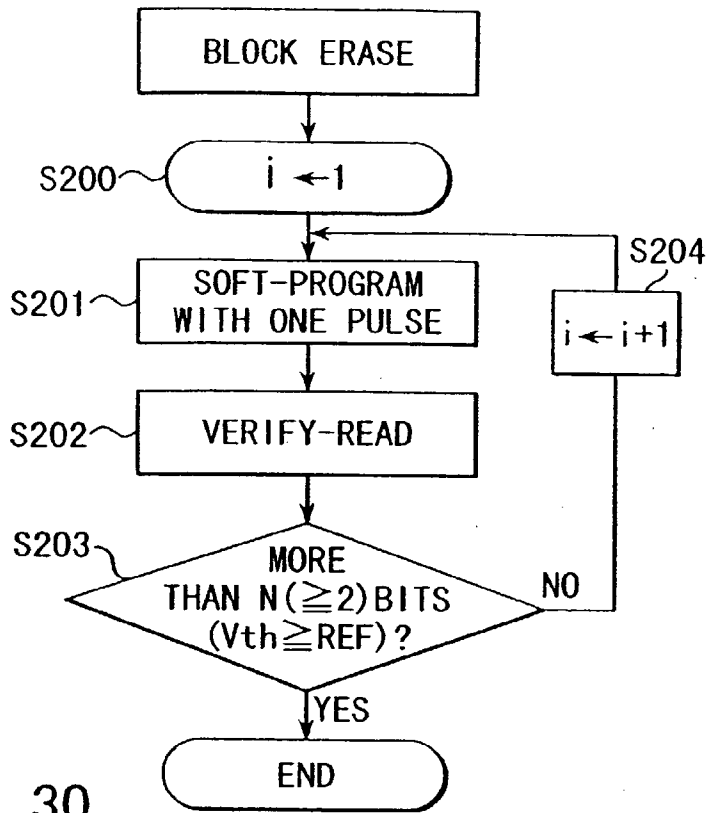 BLOCK ERASE
S200
i ← 1
S204
i ← i+1
S201
SOFT-PROGRAM
WITH ONE PULSE
S202
VERIFY-READ
S203
MORE
THAN N(≧2)BITS
(Vth≧REF)?
NO
YES
END
30